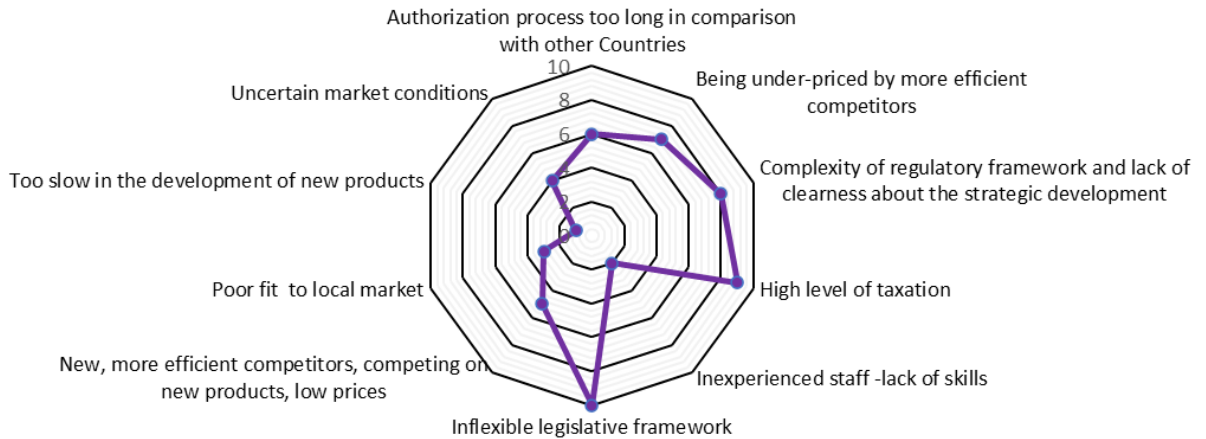 Authorization process too long in comparison
with other Countries
10
Being under-priced by more efficient
competitors
Uncertain market conditions
8
6
Complexity of regulatory framework and lack of
clearness about the strategic development
Too slow in the development of new products
4
2
0
Poor fit to local market
High level of taxation
New, more efficient competitors, competing on
new products, low prices
Inexperienced staff -lack of skills
Inflexible legislative framework